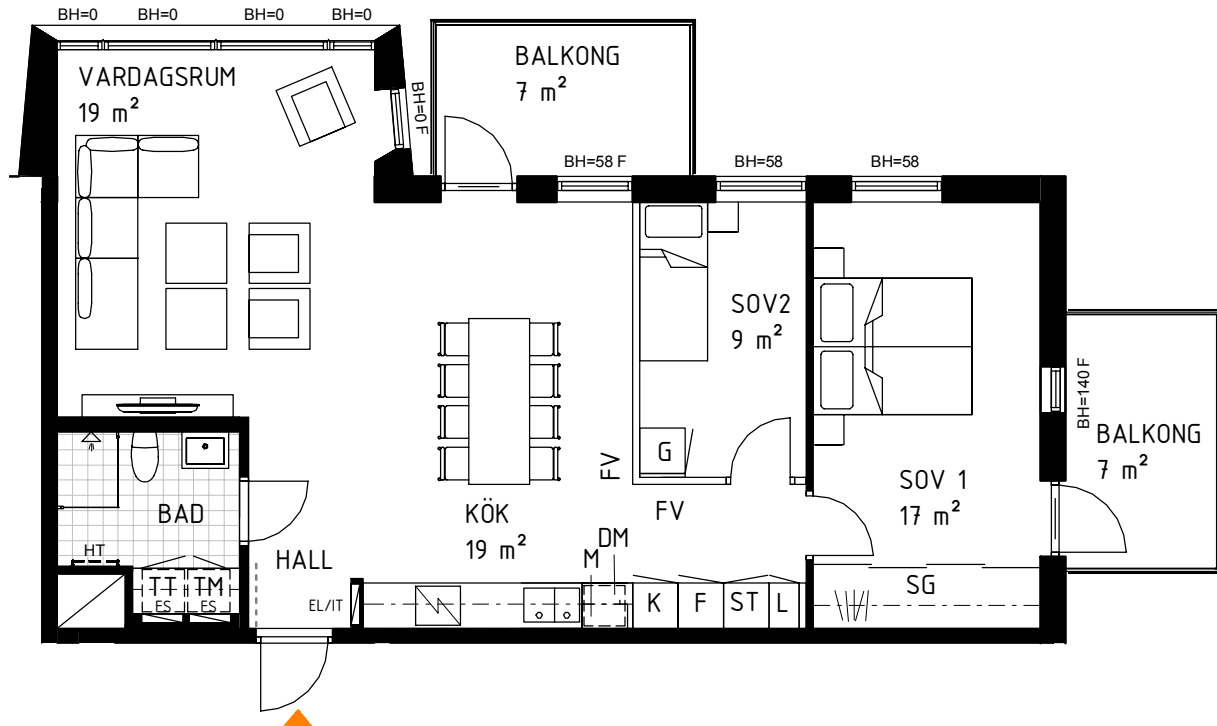 BH=0
BH=0
BH=0
BH=0
VARDAGSRUM
19 m²
BH=0 F
BALKONG
7 m²
BH=58 F
BH=58
BH=58
SOV2
9 m²
G
FV
FV
SOV 1
17 m²
BH=140 F
BALKONG
7 m²
BAD
HT
TT
TM
ES
ES
HALL
EL/IT
KÖK
19 m²
M
DM
K
F
ST
L
SG